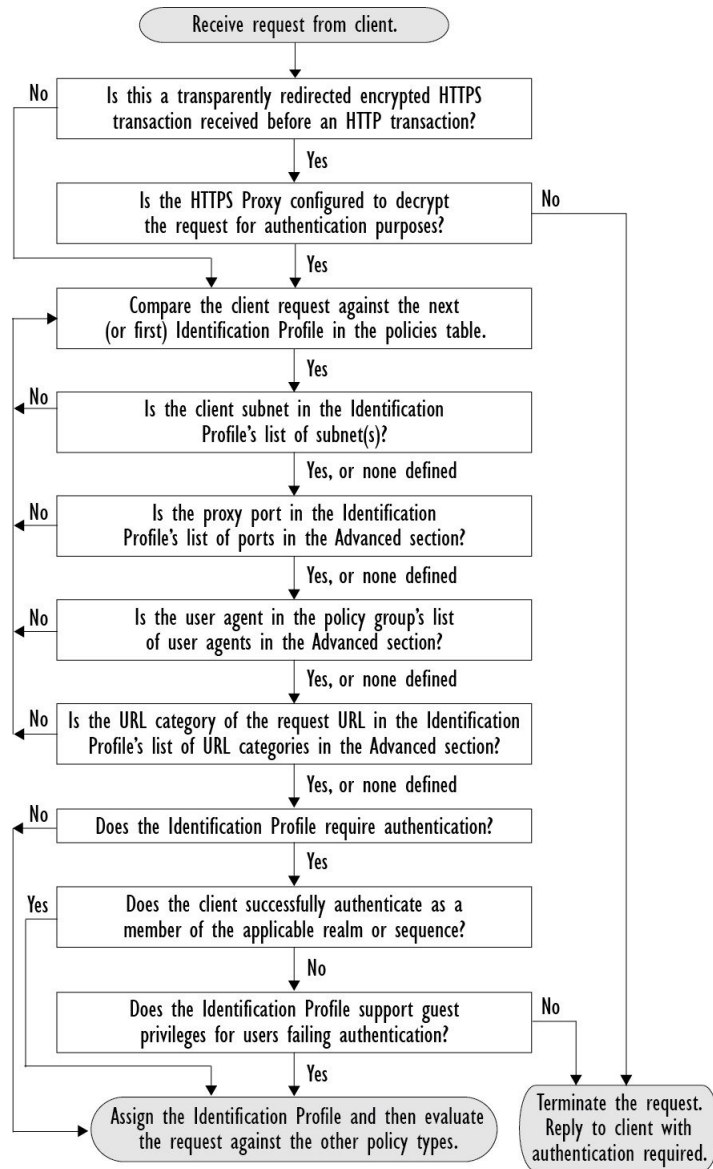 Receive request from client.
No
Is this a transparently redirected encrypted HTTPS
transaction received before an HTTP transaction?
Yes
Is the HTTPS Proxy configured to decrypt
the request for authentication purposes?
No
Yes
Compare the client request against the next
(or first) Identification Profile in the policies table.
Yes
No
Is the client subnet in the Identification
Profile's list of subnet(s)?
Yes, or none defined
No
Is the proxy port in the Identification
Profile's list of ports in the Advanced section?
Yes, or none defined
No
Is the user agent in the policy group's list
of user agents in the Advanced section?
Yes, or none defined
No
Is the URL category of the request URL in the Identification
Profile's list of URL categories in the Advanced section?
Yes, or none defined
No
Does the Identification Profile require authentication?
Yes
Yes
Does the client successfully authenticate as a
member of the applicable realm or sequence?
No
Does the Identification Profile support guest
privileges for users failing authentication?
No
Yes
Assign the Identification Profile and then evaluate
the request against the other policy types.
Terminate the request.
Reply to client with
authentication required.